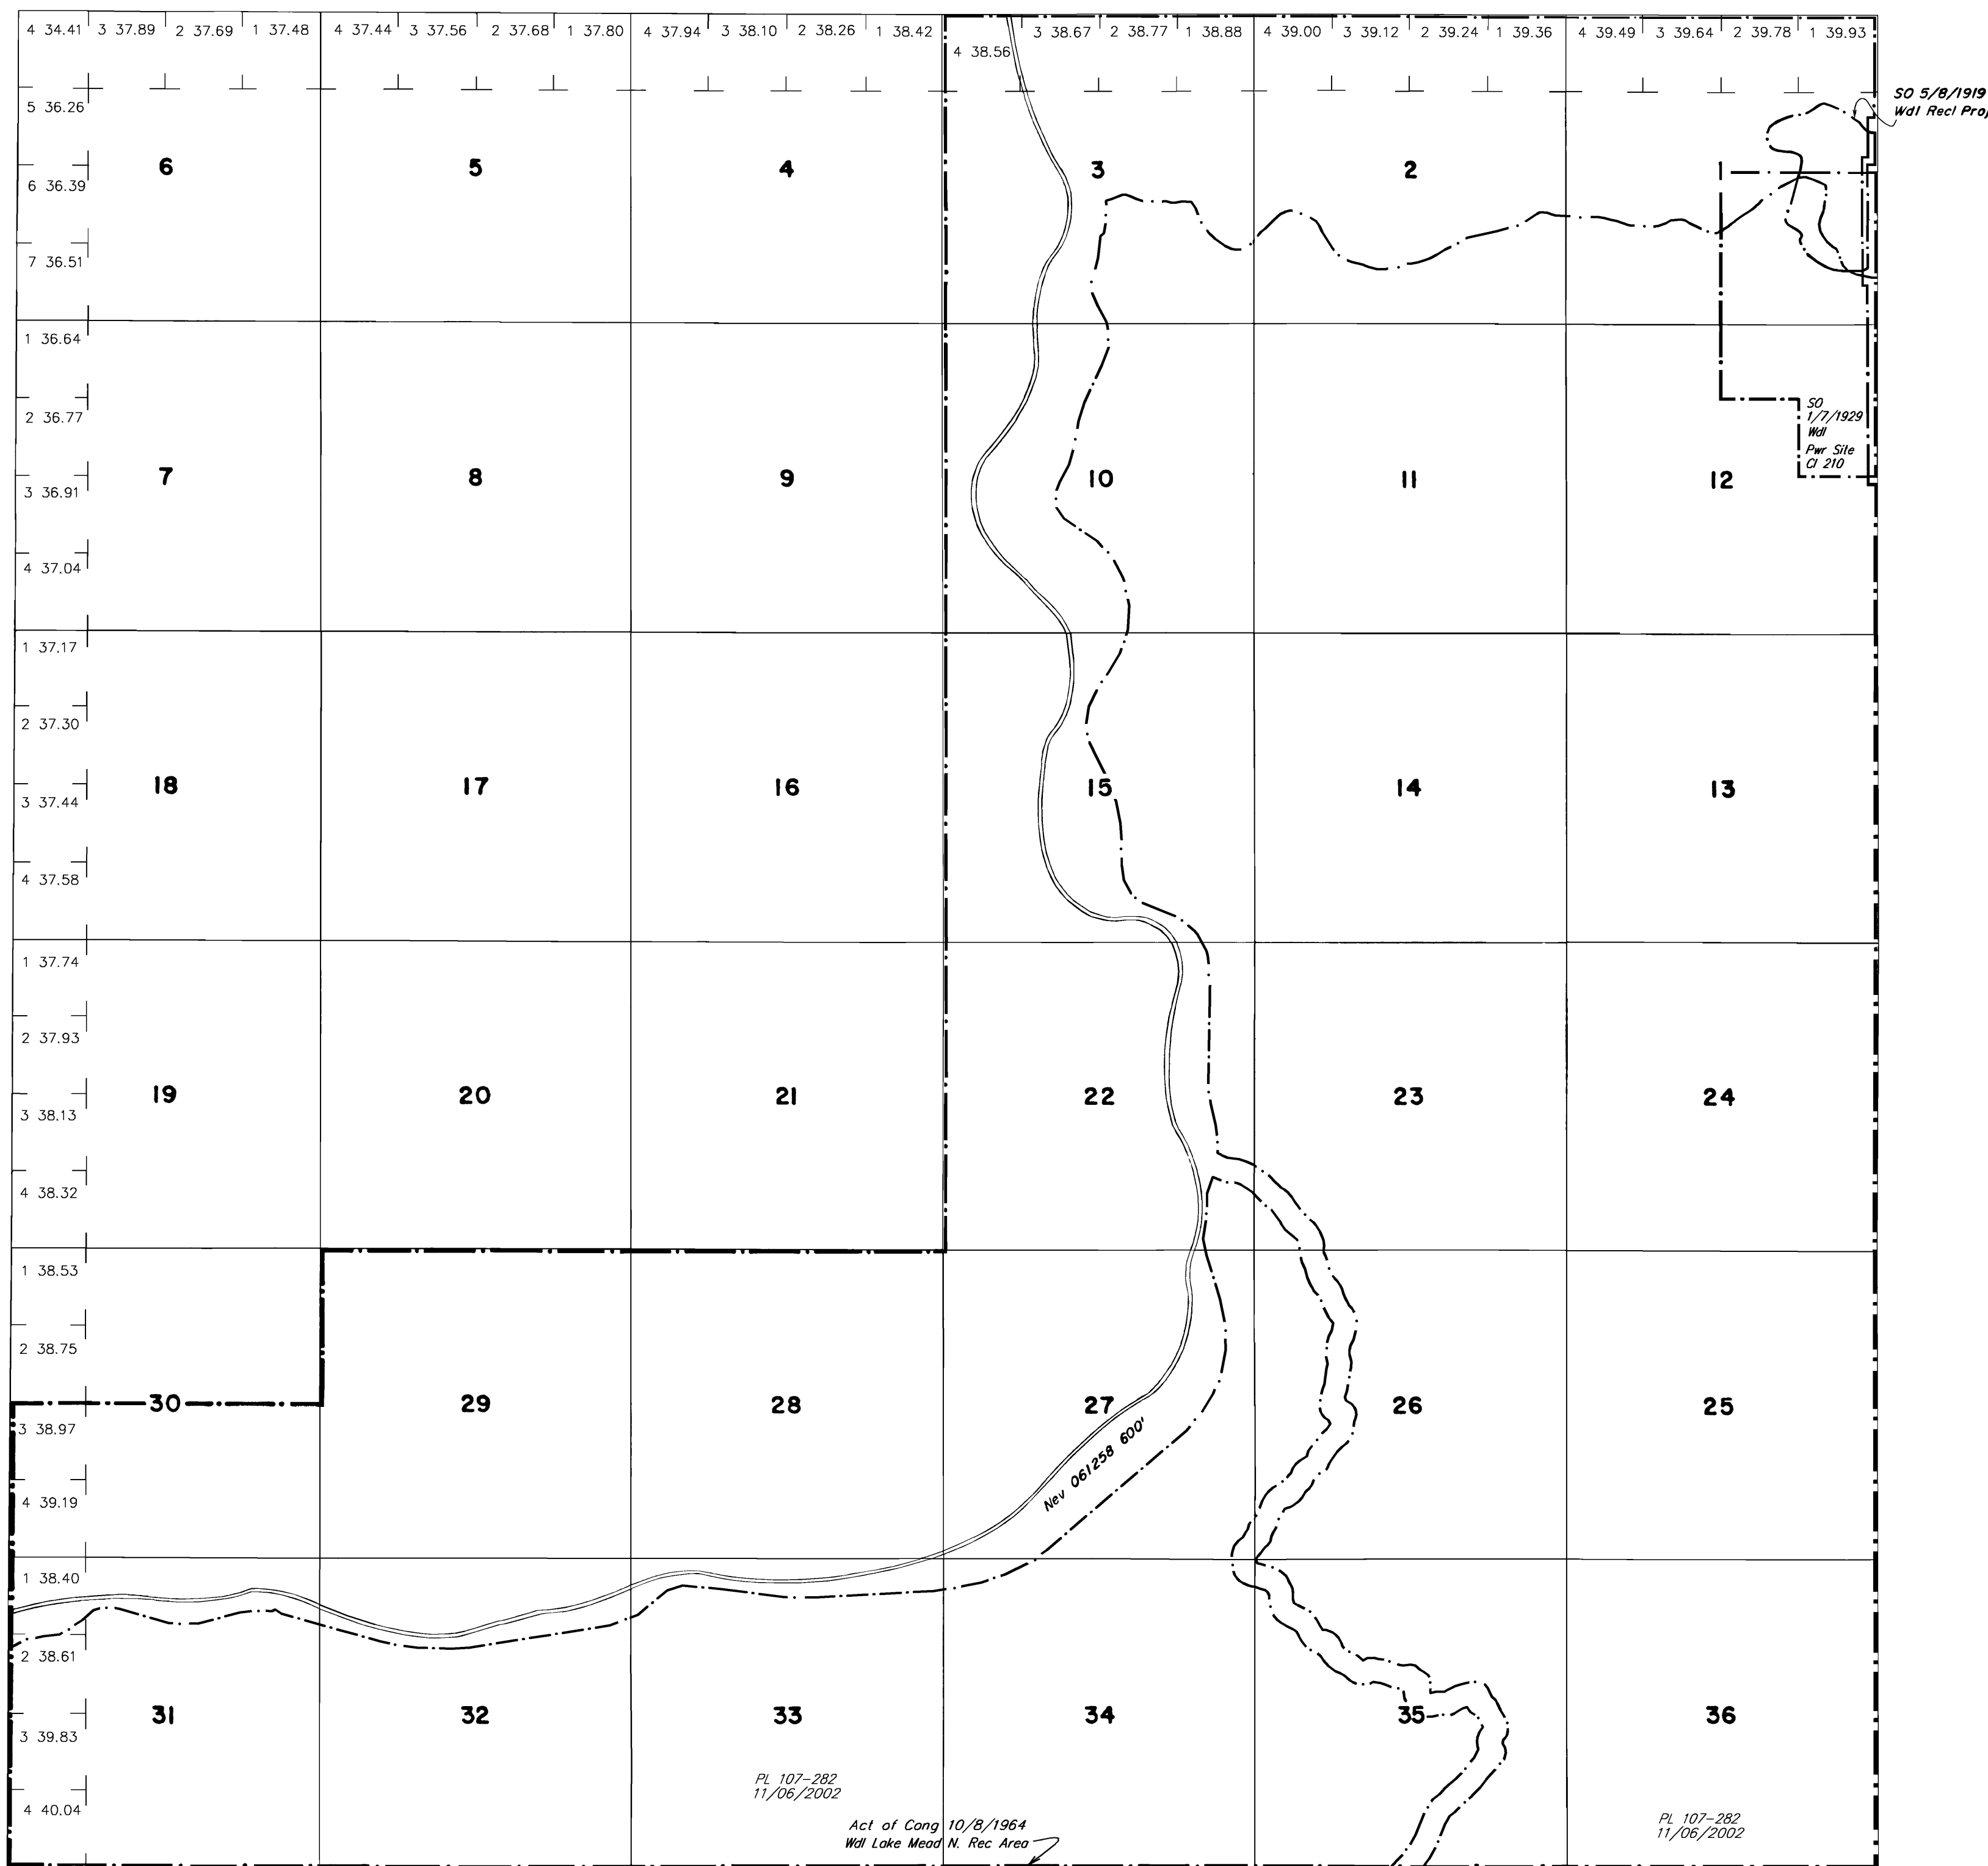 4 34.41 3 37.89 2 37.69 1 37.48 4 37.44 3 37.56 2 37.68 1 37.80 4 37.94 3 38.10 2 38.26 1 38.42 3 38.67 2 38.77 1 38.88 4 39.00 3 39.12 2 39.24 1 39.36 4 39.49 3 39.64 2 39.78 1 39.93
4 38.56
SO 5/8/1919
Wdl Recl Proj
5 36.26
6 5 4 3 2
6 36.39
7 36.51
1 36.64
2 36.77
SO
1/7/1929
Wdl
Pwr Site
Cl 210
7 8 9 10 11 12
3 36.91
4 37.04
1 37.17
2 37.30
18 17 16 15 14 13
3 37.44
4 37.58
1 37.74
2 37.93
19 20 21 22 23 24
3 38.13
4 38.32
1 38.53
2 38.75
30 29 28 27 26 25
3 38.97
Nev 061258 600'
4 39.19
1 38.40
2 38.61
31 32 33 34 35 36
3 39.83
PL 107-282
11/06/2002
4 40.04
Act of Cong 10/8/1964
Wdl Lake Mead N. Rec Area
PL 107-282
11/06/2002